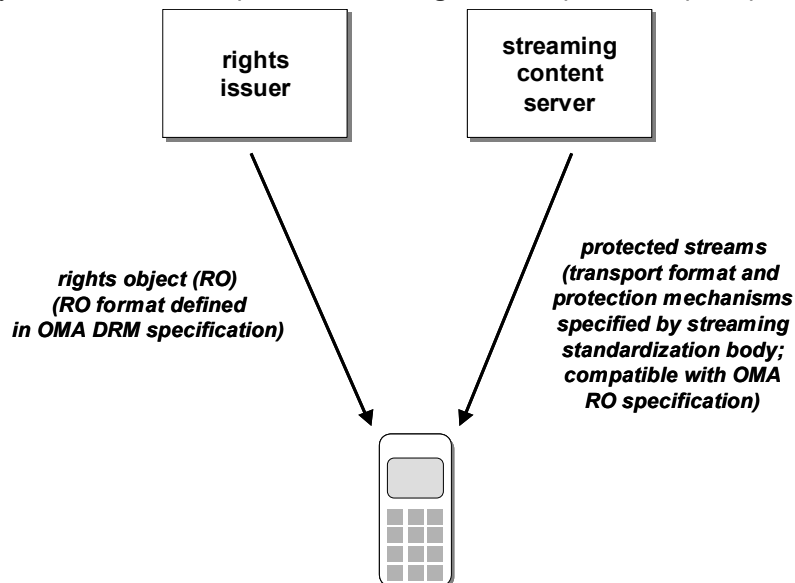 rights
issuer
streaming
content
server
rights object (RO)
(RO format defined
in OMA DRM specification)
protected streams
(transport format and
protection mechanisms
specified by streaming
standardization body;
compatible with OMA
RO specification)